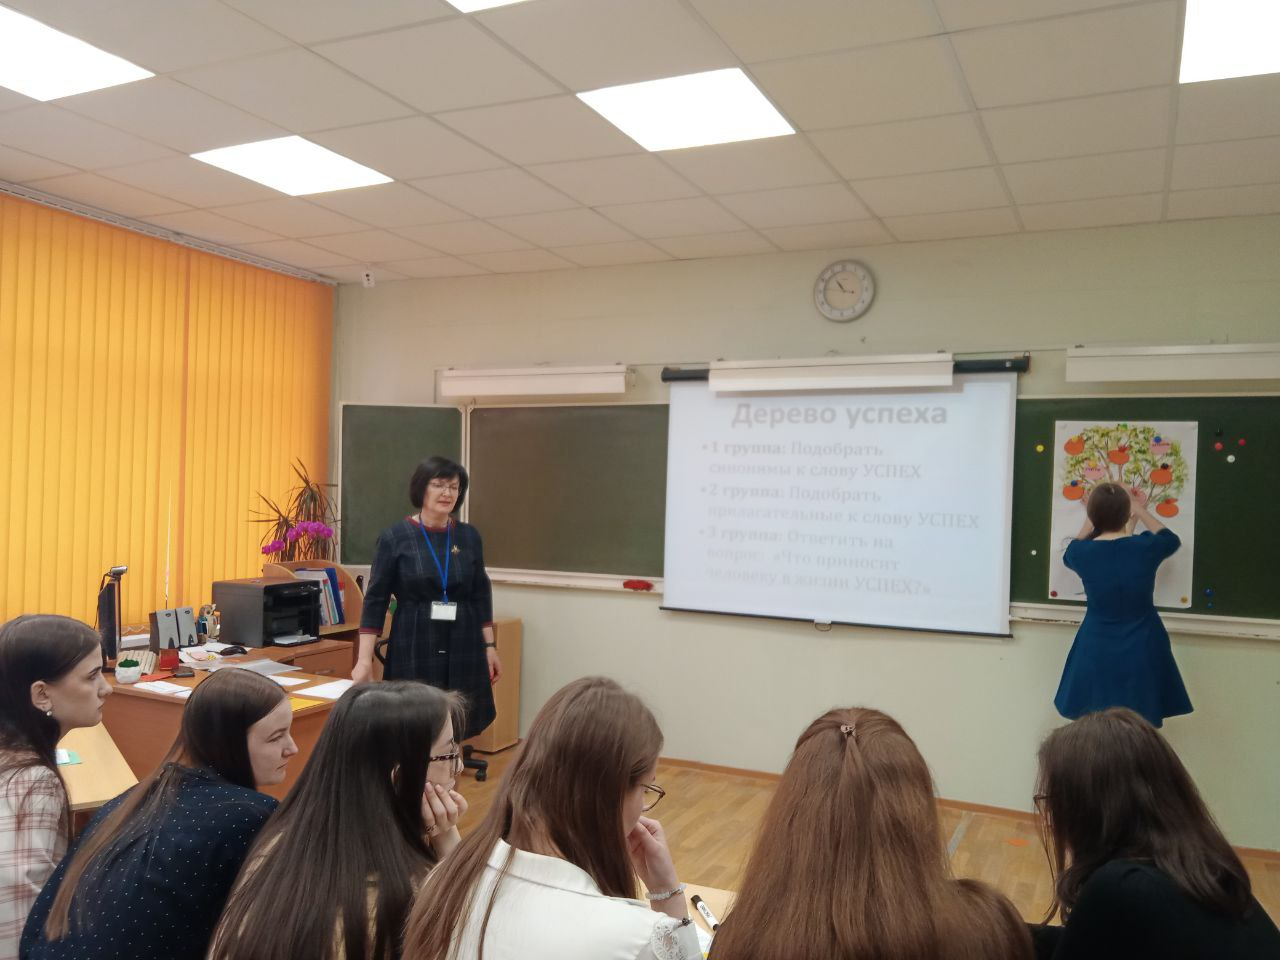 Дерево успеха
•1 группа: Подобрать
синонимы к слову УСПЕХ
•2 группа: Подобрать
прилагательные к слову УСПЕХ
•3 группа: Ответить на
вопрос: «Что приносит
человеку в жизни УСПЕХ?»